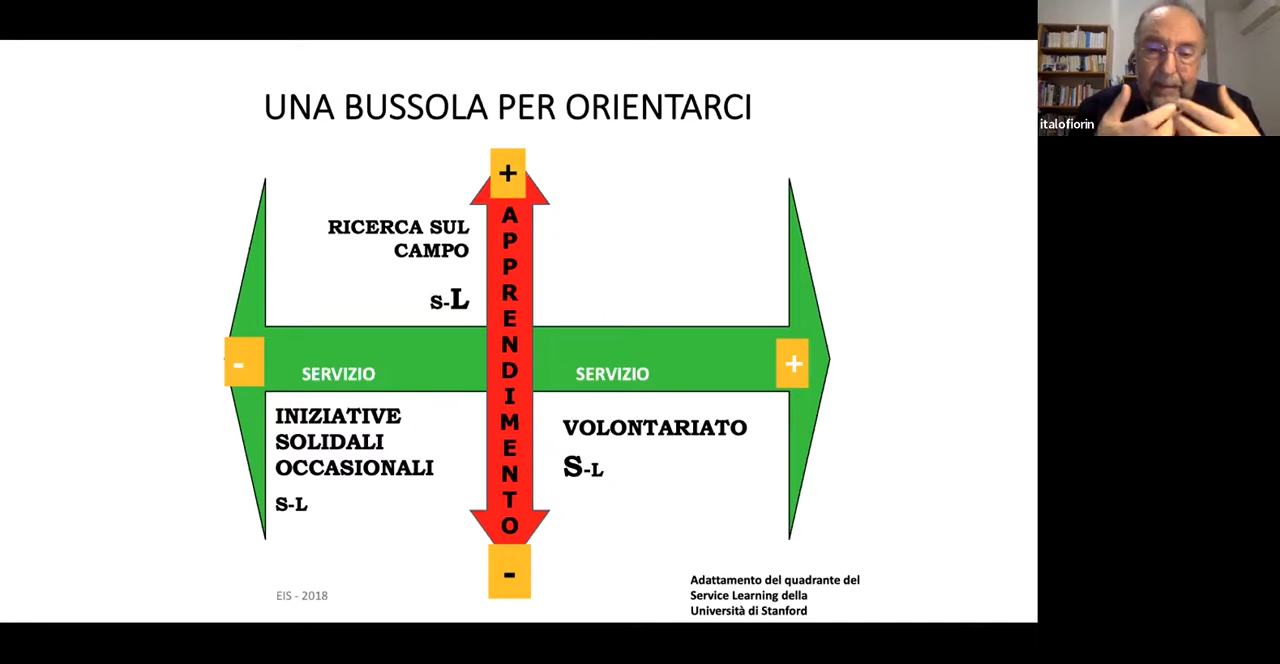 UNA BUSSOLA PER ORIENTARCI
italofiorin
+
RICERCA SUL
CAMPO
S-L
APPRENDIMENTO
-
SERVIZIO
SERVIZIO
+
INIZIATIVE
SOLIDALI
OCCASIONALI
S-L
VOLONTARIATO
S-L
-
EIS - 2018
Adattamento del quadrante del
Service Learning della
Università di Stanford